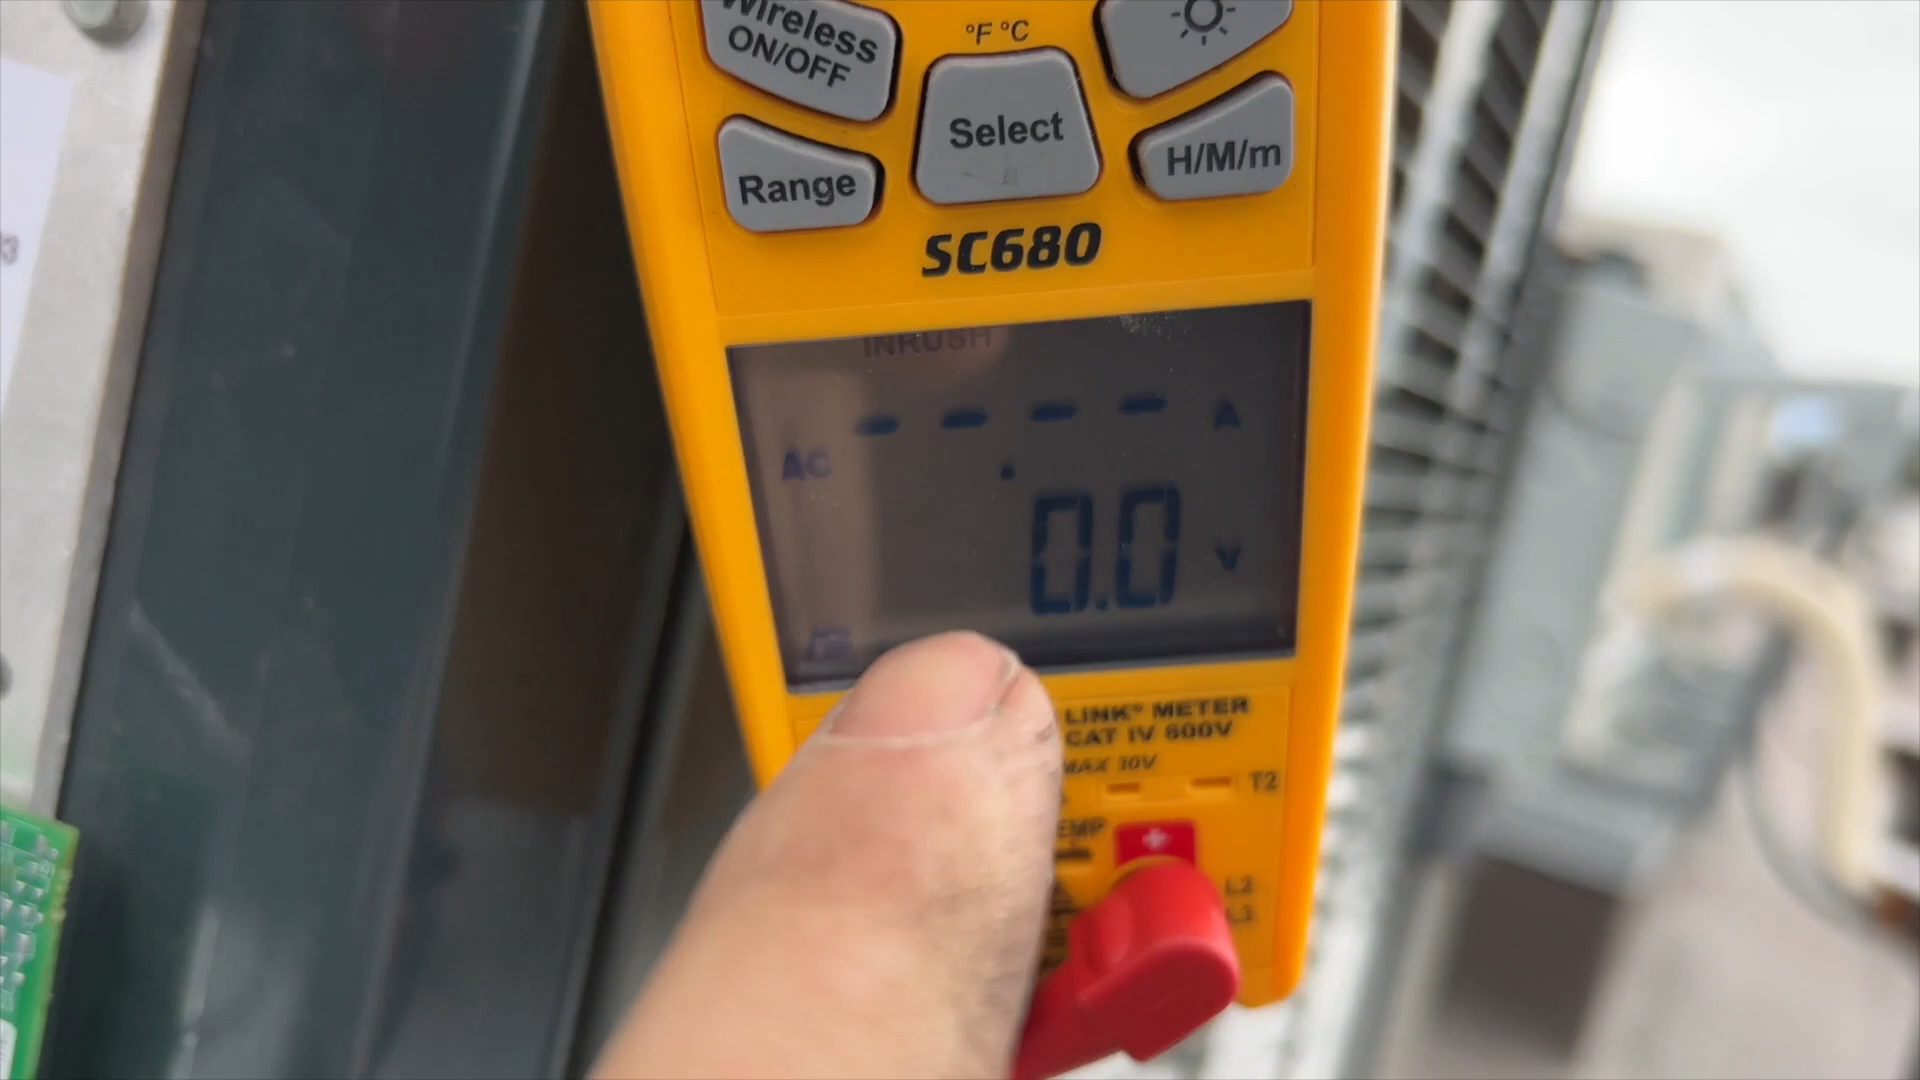 Wireless
ON/OFF
°F °C
Select
Range
H/M/m
SC680
INRUSH
- - - - A
AC
0.0 V
LINK® METER
CAT IV 600V
MAX 30V
T2
+
L2
L3